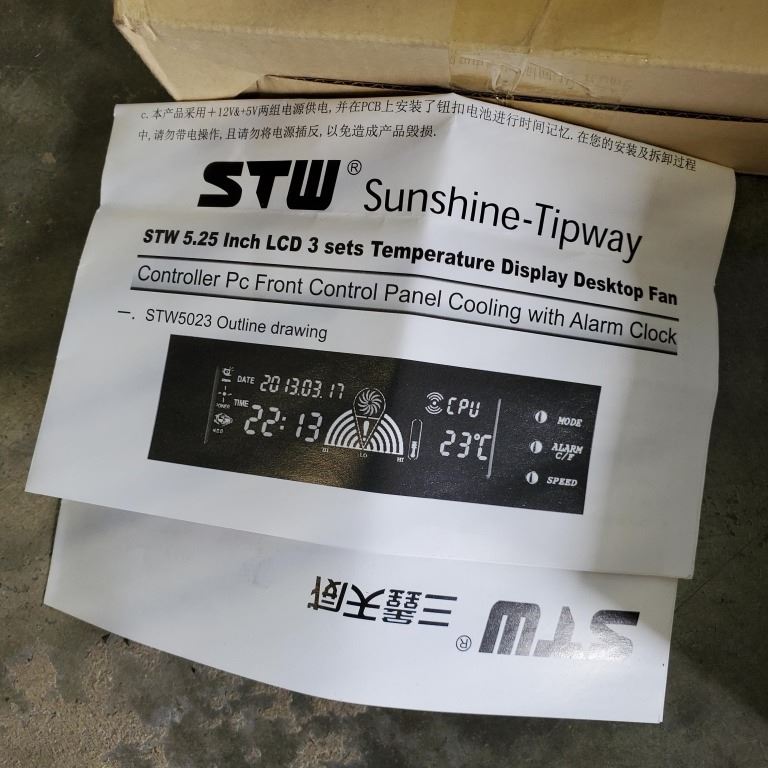 c. 本产品采用+12V&+5V两组电源供电,并在PCB上安装了钮扣电池进行时间记忆. 在您的安装及拆卸过程
中,请勿带电操作,且请勿将电源插反,以免造成产品毁损.
STW® Sunshine-Tipway
STW 5.25 Inch LCD 3 sets Temperature Display Desktop Fan
Controller Pc Front Control Panel Cooling with Alarm Clock
一. STW5023 Outline drawing
DATE 2013.03.17
TIME 22:13
POWER
H.D.D
LO
HI
CPU
23℃
MODE
ALARM
C/F
SPEED
STW® 三鑫天威